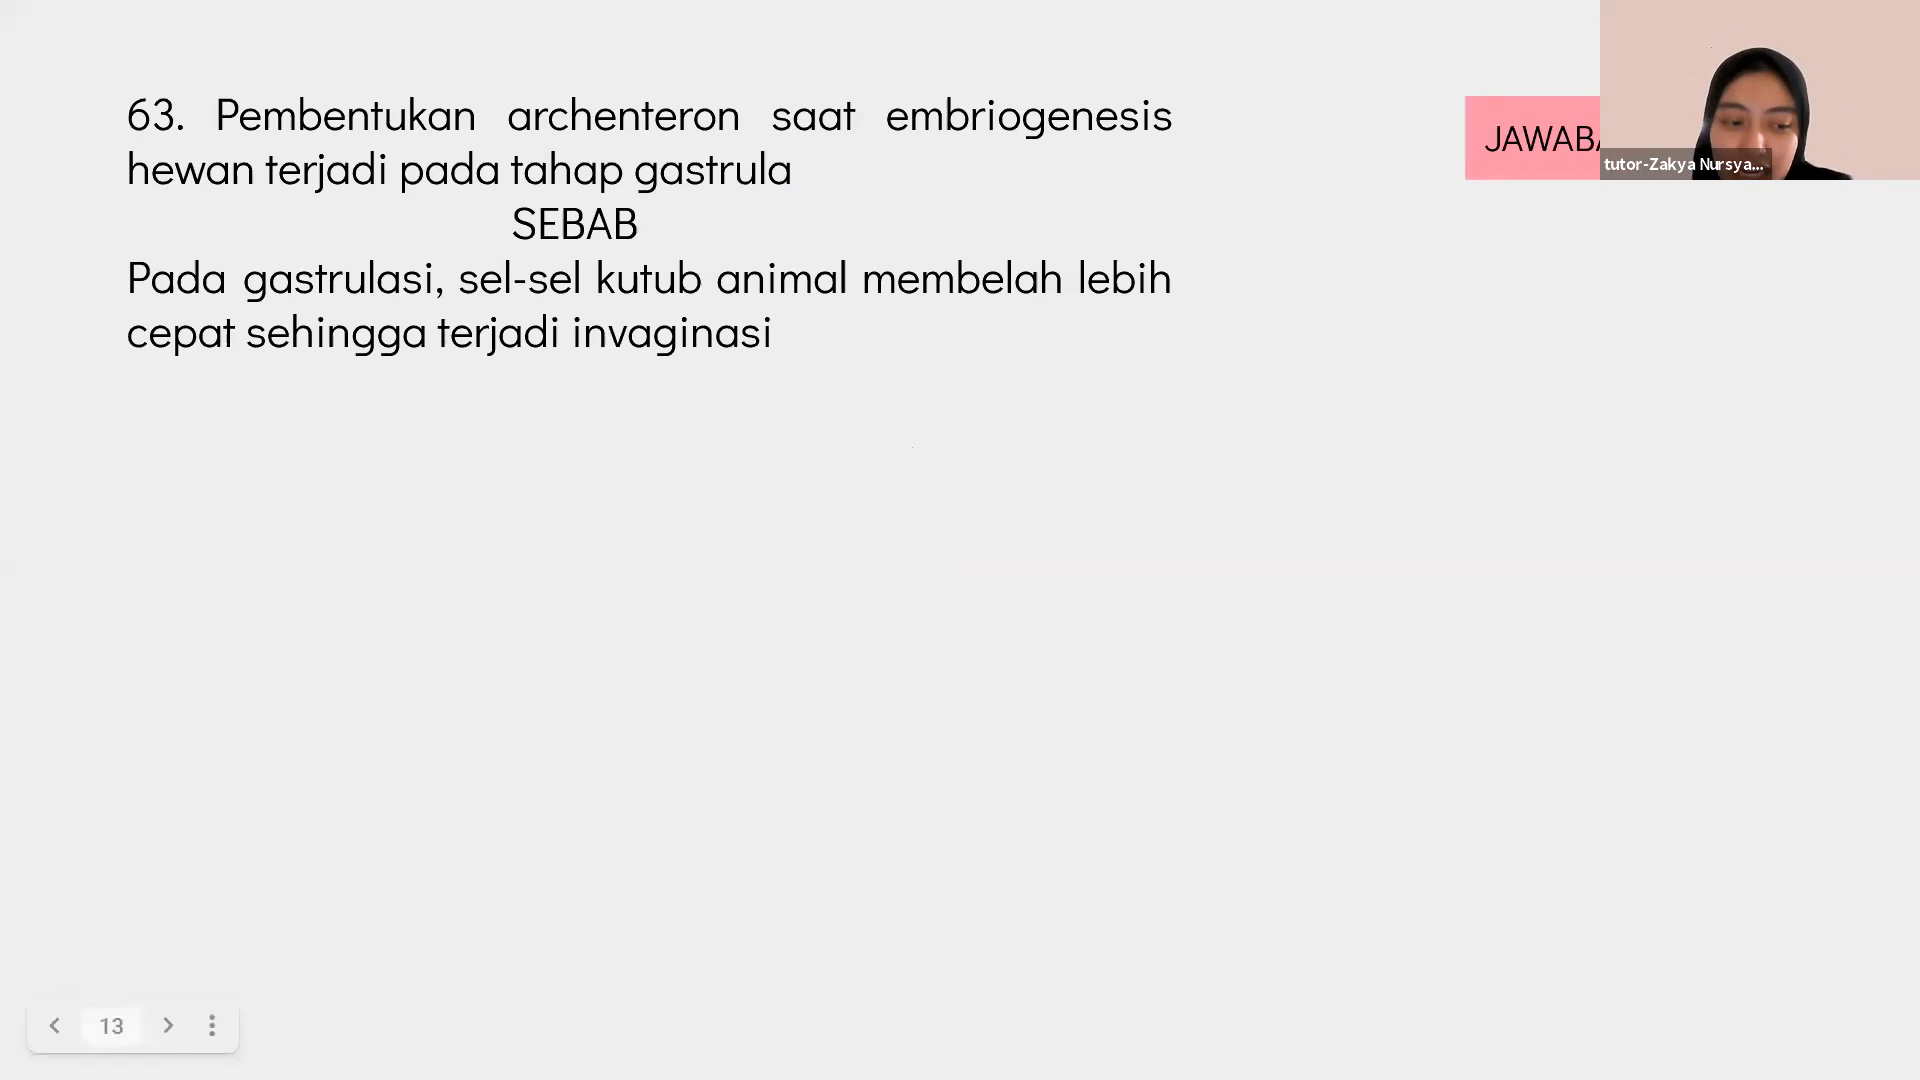 63. Pembentukan archenteron saat embriogenesis
hewan terjadi pada tahap gastrula
SEBAB
Pada gastrulasi, sel-sel kutub animal membelah lebih
cepat sehingga terjadi invaginasi
JAWABA
tutor-Zakya Nursya...
13